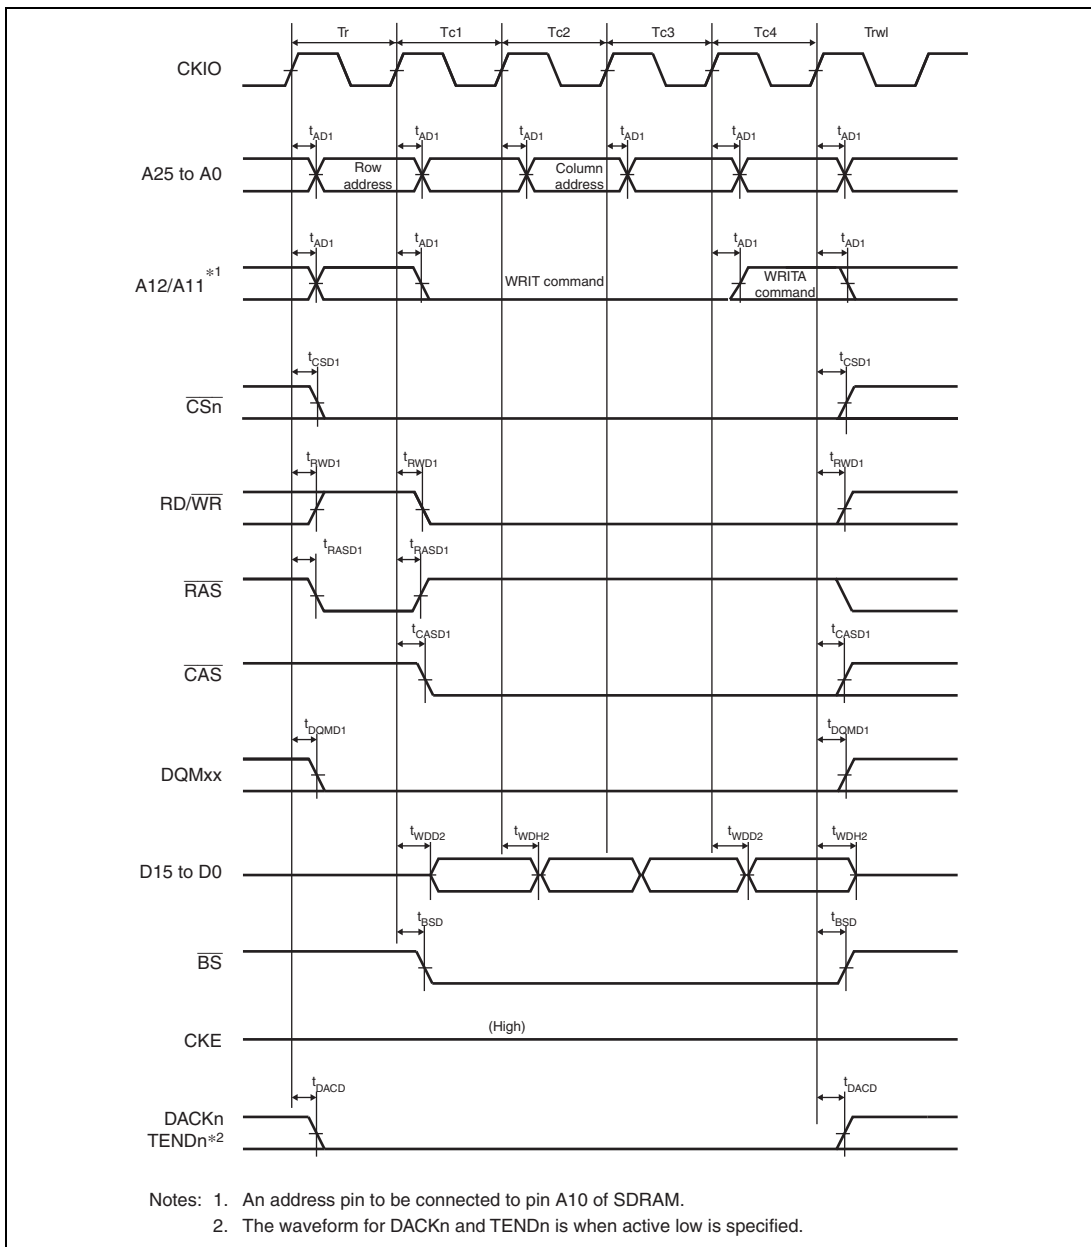 Tr Tc1 Tc2 Tc3 Tc4 Trwl
CKIO
tAD1 tAD1 tAD1 tAD1 tAD1 tAD1
A25 to A0
Row address
Column address
tAD1 tAD1 tAD1 tAD1
A12/A11*1
WRIT command
WRITA command
tCSD1 tCSD1
CSn
tRWD1 tRWD1 tRWD1
RD/WR
tRASD1 tRASD1
RAS
tCASD1 tCASD1
CAS
tDQMD1 tDQMD1
DQMxx
tWDD2 tWDH2 tWDD2 tWDH2
D15 to D0
tBSD tBSD
BS
(High)
CKE
tDACD tDACD
DACKn
TENDn*2
Notes: 1. An address pin to be connected to pin A10 of SDRAM.
2. The waveform for DACKn and TENDn is when active low is specified.